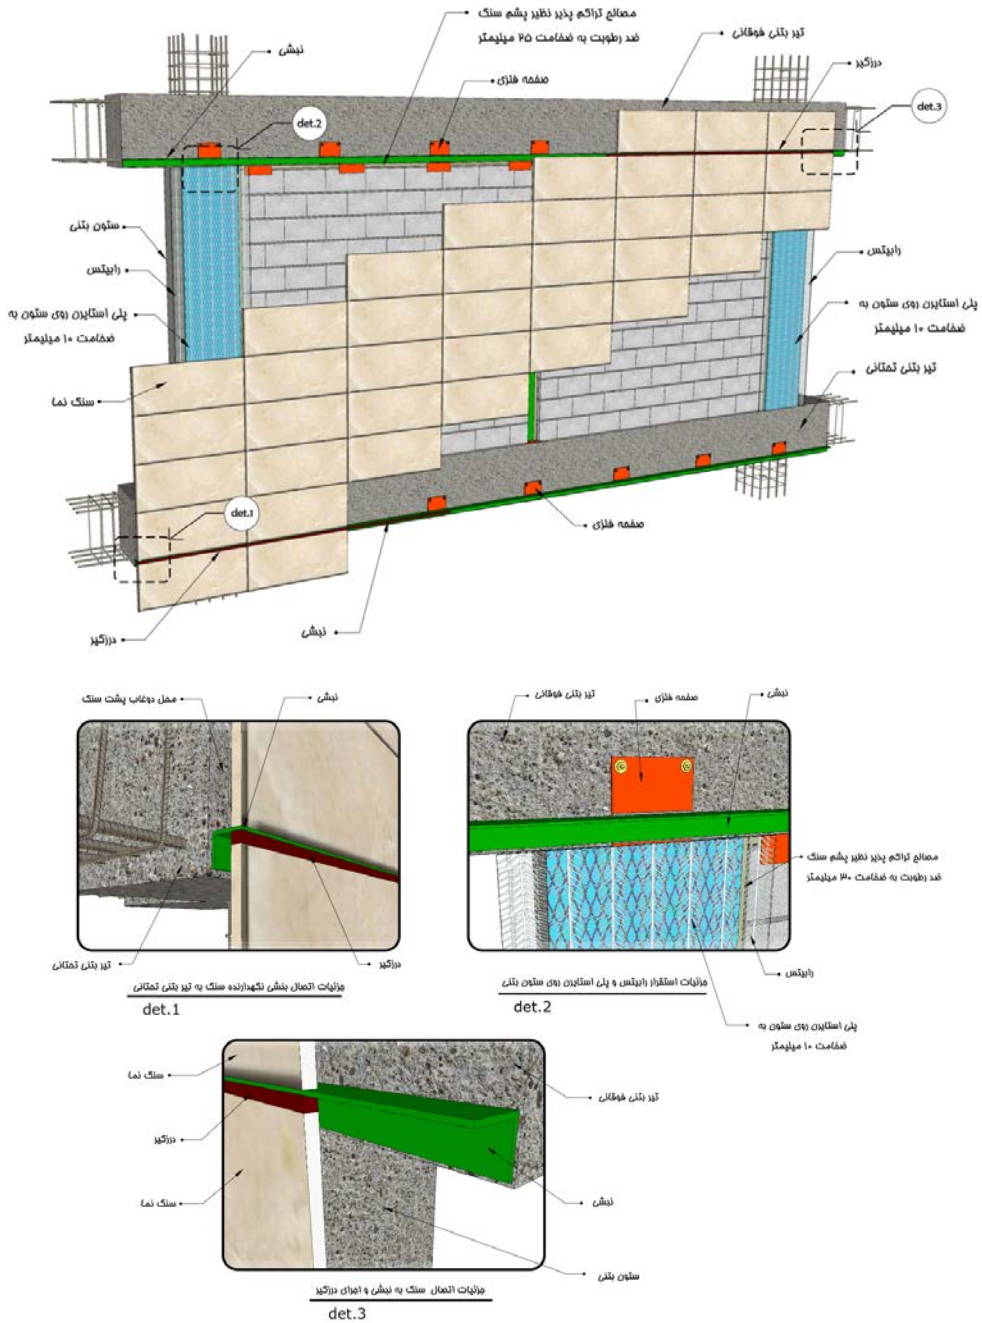 مصالح تراکم پذیر نظیر پشم سنگ
ضد رطوبت به ضخامت ۲۵ میلیمتر
تیر بتنی فوقانی
نبشی
درزگیر
صفحه فلزی
det.3
det.2
ستون بتنی
رابیتس
رابیتس
پلی استایرن روی ستون به
ضخامت ۱۰ میلیمتر
پلی استایرن روی ستون به
ضخامت ۱۰ میلیمتر
تیر بتنی تحتانی
سنگ نما
det.1
صفحه فلزی
نبشی
درزگیر
محل دوغاب پشت سنگ
نبشی
تیر بتنی تحتانی
درزگیر
جزئیات اتصال بنشی نگهدارنده سنگ به تیر بتنی تحتانی
det.1
تیر بتنی فوقانی
صفحه فلزی
نبشی
مصالح تراکم پذیر نظیر پشم سنگ
ضد رطوبت به ضخامت ۳۰ میلیمتر
رابیتس
جزئیات استقرار رابیتس و پلی استایرن روی ستون بتنی
det.2
پلی استایرن روی ستون به
ضخامت ۱۰ میلیمتر
سنگ نما
تیر بتنی فوقانی
درزگیر
سنگ نما
نبشی
ستون بتنی
جزئیات اتصال سنگ به نبشی و اجرای درزگیر
det.3